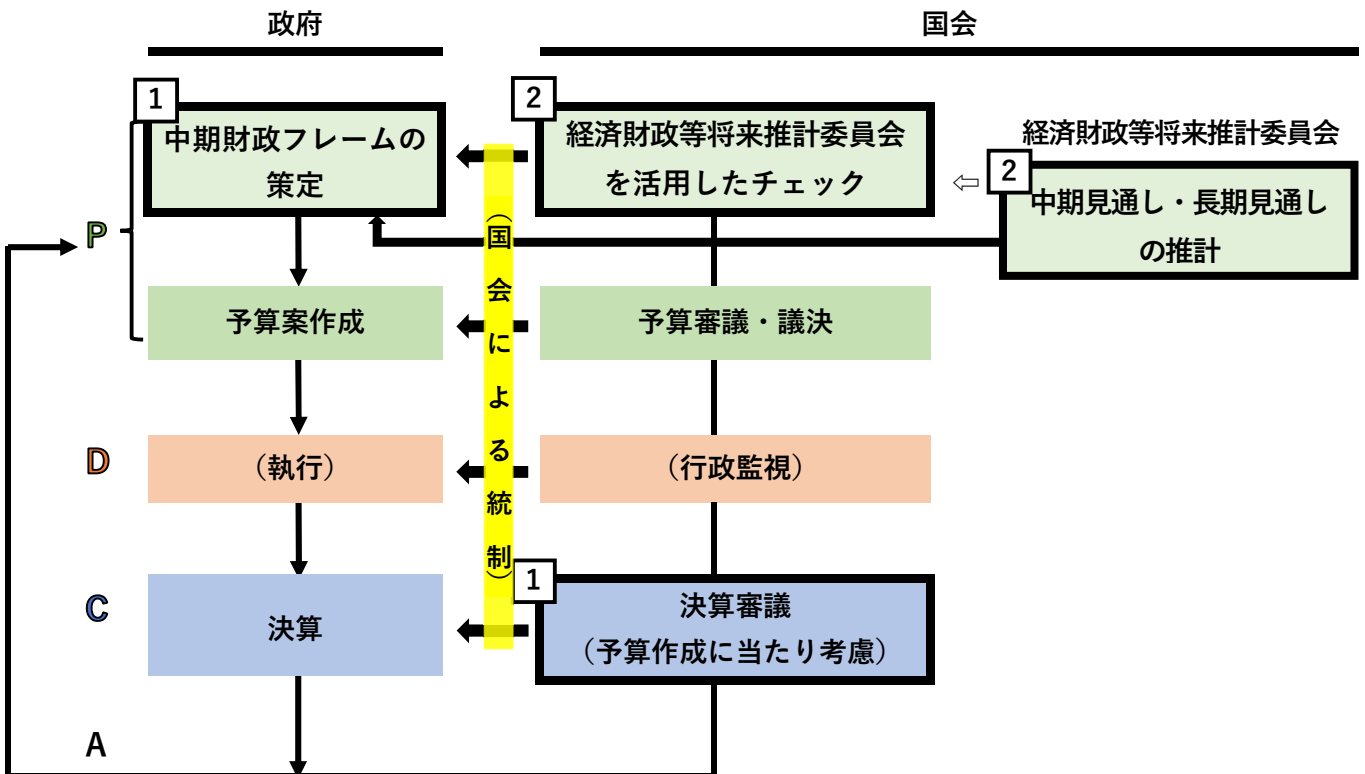 政府
国会
1
中期財政フレームの
策定
2
経済財政等将来推計委員会
を活用したチェック
経済財政等将来推計委員会
2
中期見通し・長期見通し
の推計
⇦
P
(国会による統制)
予算案作成
予算審議・議決
D
（執行）
（行政監視）
C
決算
1
決算審議
（予算作成に当たり考慮）
A